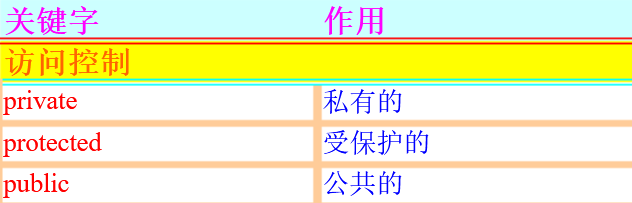 关键字 作用
访问控制
private 私有的
protected 受保护的
public 公共的